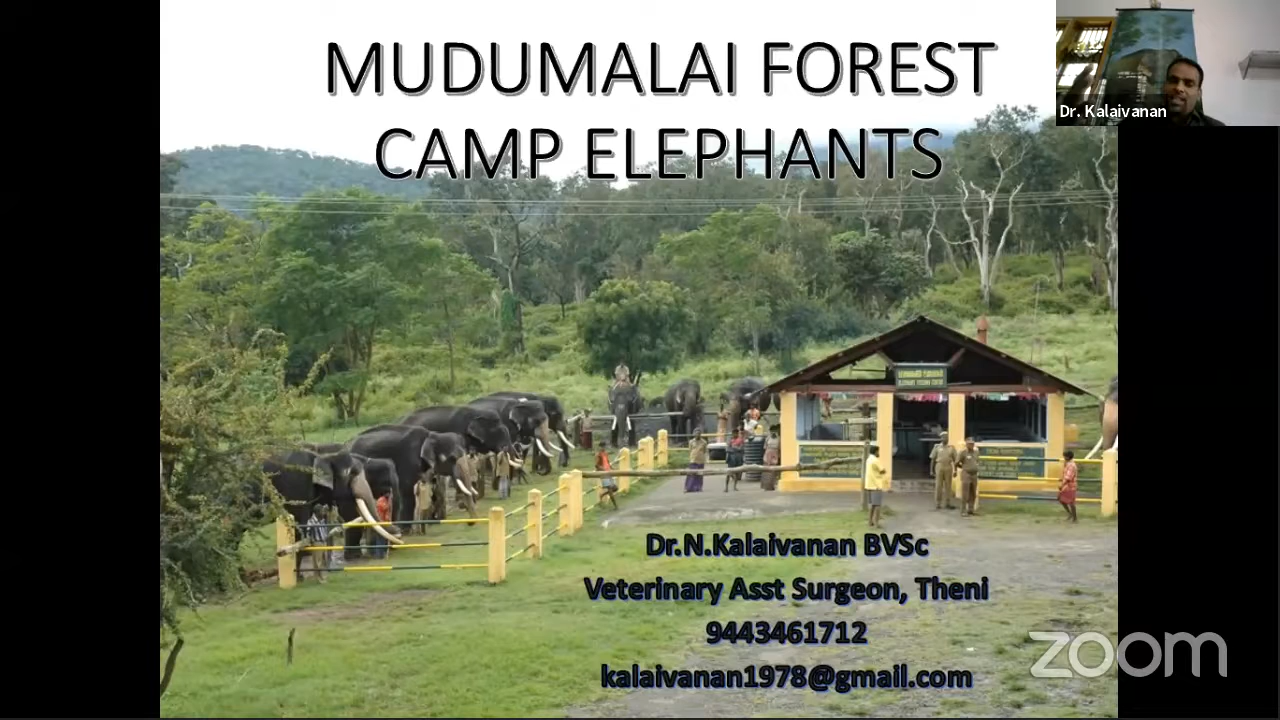 MUDUMALAI FOREST
CAMP ELEPHANTS
Dr. Kalaivanan
Dr.N.Kalaivanan BVSc
Veterinary Asst Surgeon, Theni
9443461712
kalaivanan1978@gmail.com
zoom